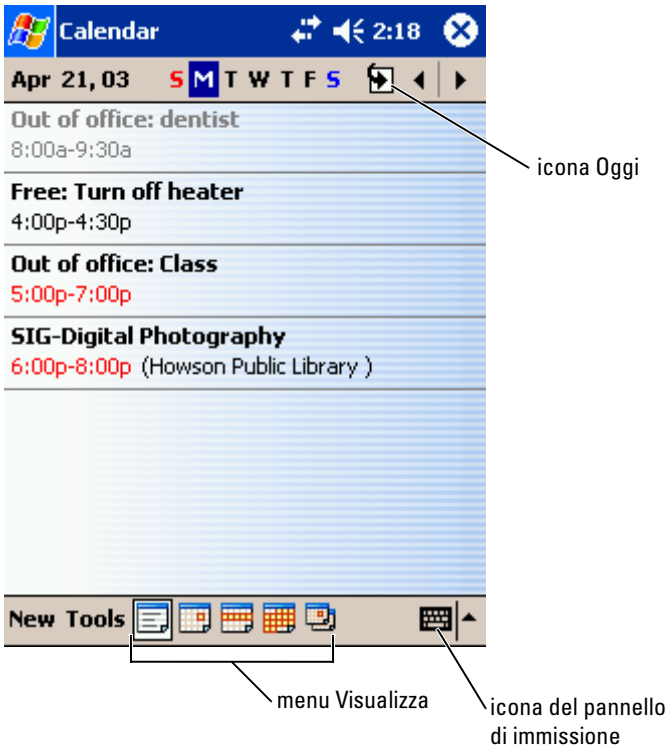 Calendar 2:18
Apr 21, 03 S M T W T F S
Out of office: dentist
8:00a-9:30a
icona Oggi
Free: Turn off heater
4:00p-4:30p
Out of office: Class
5:00p-7:00p
SIG-Digital Photography
6:00p-8:00p (Howson Public Library )
New Tools
menu Visualizza
icona del pannello
di immissione